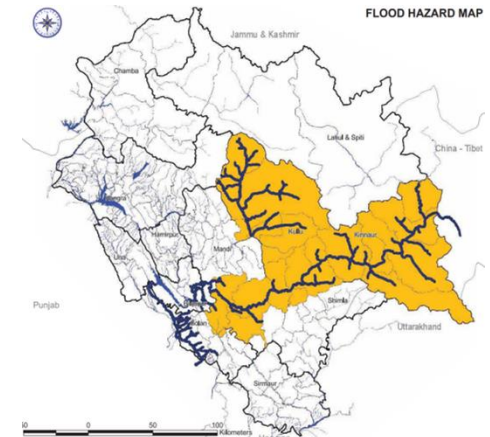 FLOOD HAZARD MAP
Jammu & Kashmir
Chamba
Lahul & Spiti
China - Tibet
Kullu
Kinnaur
Hamirpur
Mandi
Una
Punjab
Shimla
Solan
Uttarakhand
Sirmaur
0 50 100
Kilometers